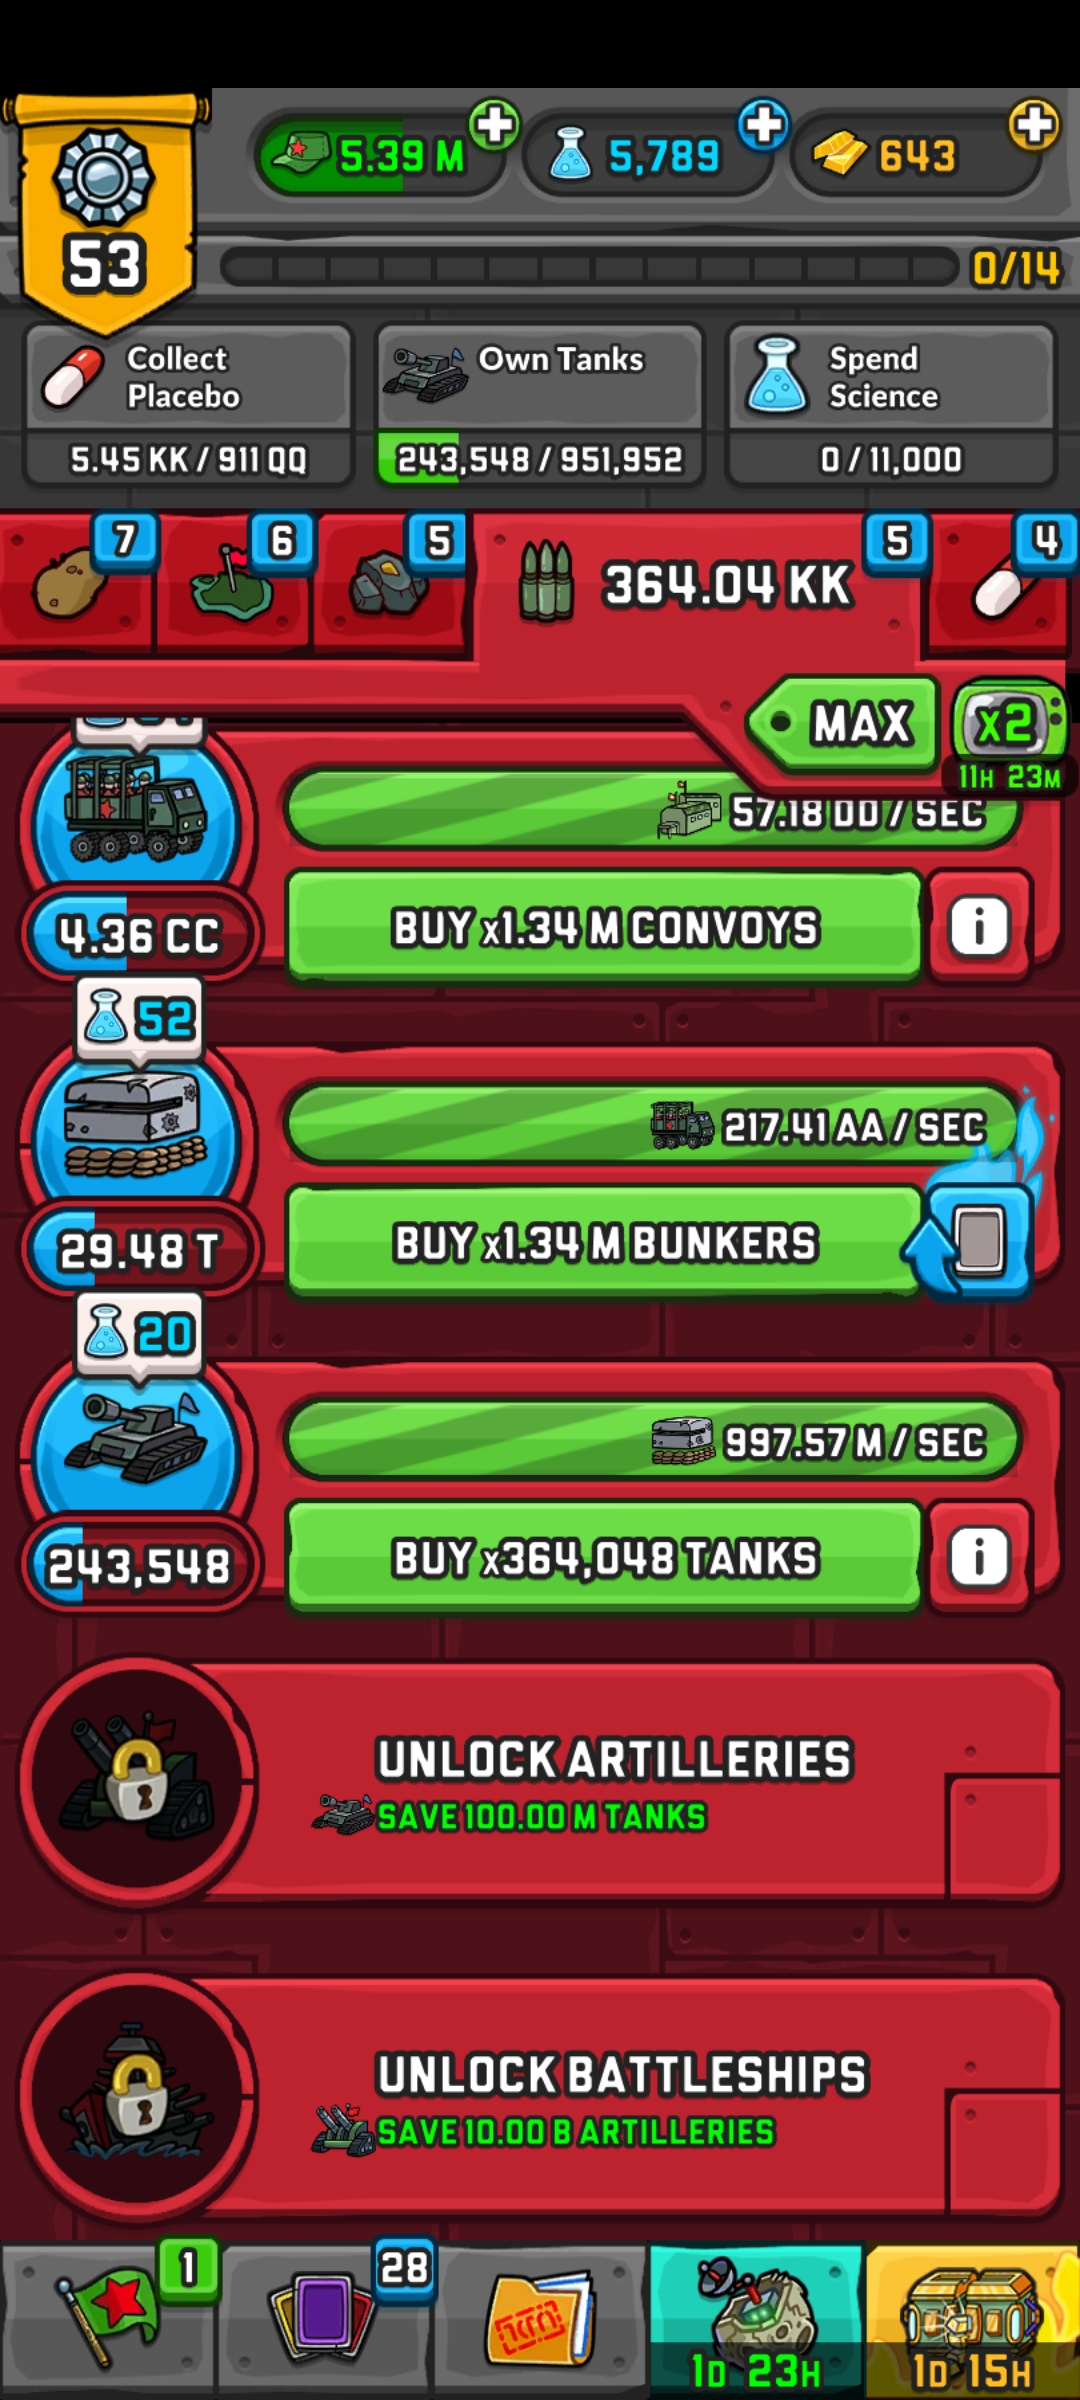 5.39 M
5,789
643
53
0/14
Collect
Placebo
5.45 KK / 911 QQ
Own Tanks
243,548 / 951,952
Spend
Science
0 / 11,000
7
6
5
364.04 KK
5
4
MAX
x2
11H 23M
57.18 DD / SEC
4.36 CC
BUY x1.34 M CONVOYS
i
52
217.41 AA / SEC
29.48 T
BUY x1.34 M BUNKERS
20
997.57 M / SEC
243,548
BUY x364,048 TANKS
i
UNLOCK ARTILLERIES
SAVE 100.00 M TANKS
UNLOCK BATTLESHIPS
SAVE 10.00 B ARTILLERIES
1
28
1D 23H
1D 15H